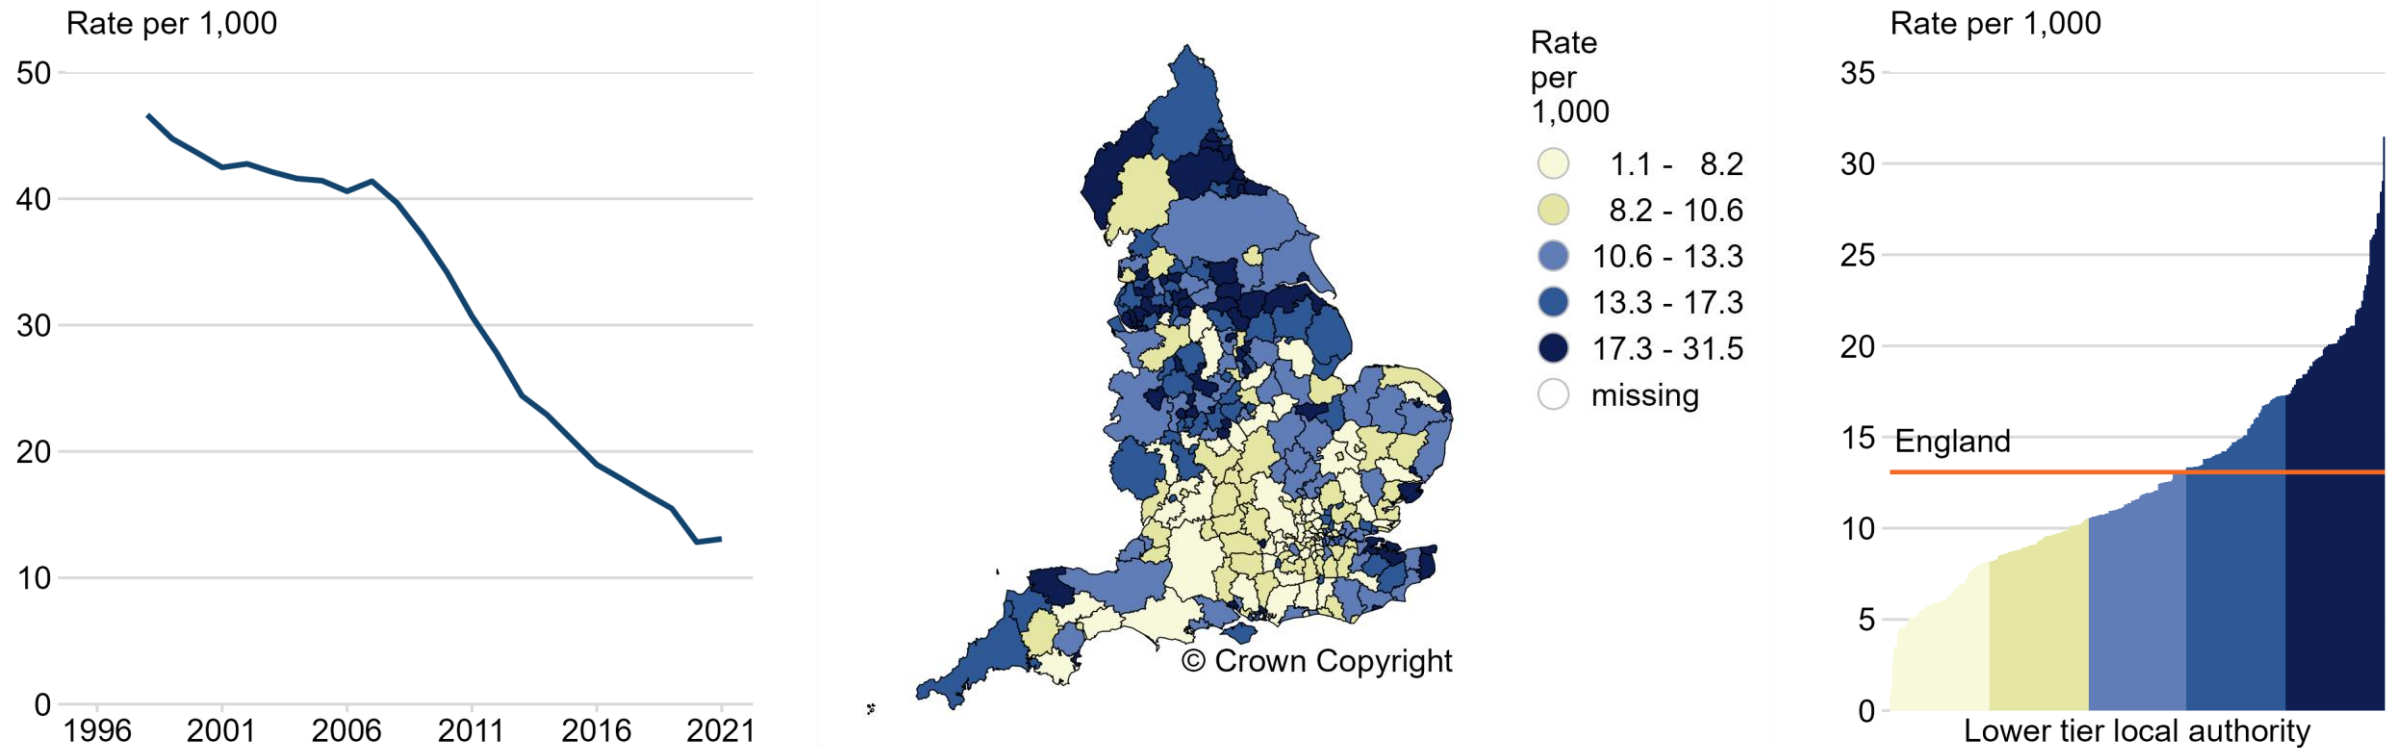 Rate per 1,000
50
40
30
20
10
0
1996 2001 2006 2011 2016 2021
© Crown Copyright
Rate
per
1,000
1.1 - 8.2
8.2 - 10.6
10.6 - 13.3
13.3 - 17.3
17.3 - 31.5
missing
Rate per 1,000
35
30
25
20
15
England
10
5
0
Lower tier local authority